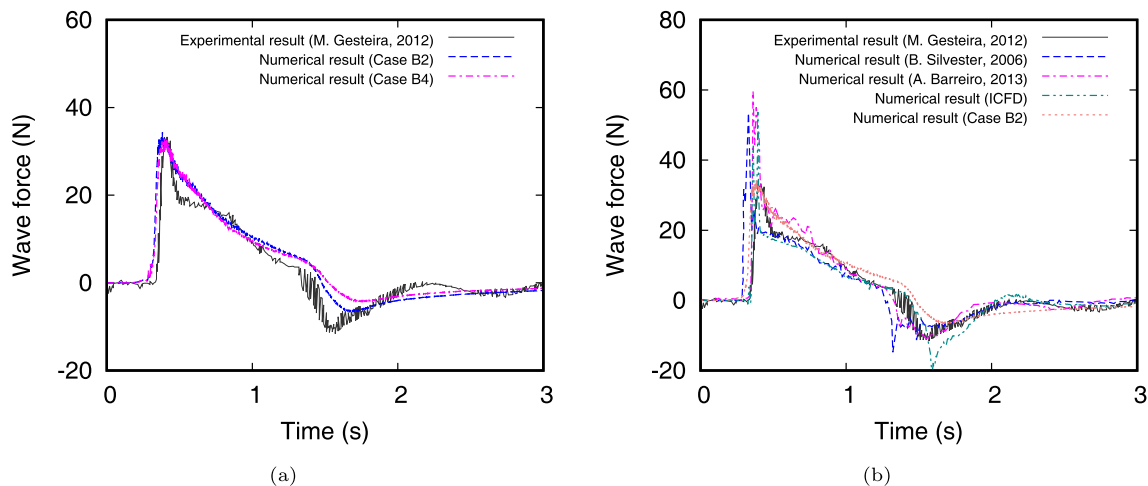 60
40
20
0
-20
0
1
2
3
Wave force (N)
Time (s)
Experimental result (M. Gesteira, 2012)
Numerical result (Case B2)
Numerical result (Case B4)
(a)
80
60
40
20
0
-20
0
1
2
3
Wave force (N)
Time (s)
Experimental result (M. Gesteira, 2012)
Numerical result (B. Silvester, 2006)
Numerical result (A. Barreiro, 2013)
Numerical result (ICFD)
Numerical result (Case B2)
(b)